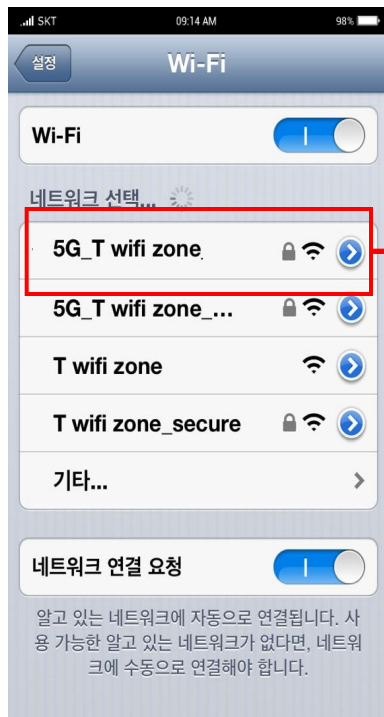 SKT 09:14 AM 98%
설정 Wi-Fi
Wi-Fi
네트워크 선택...
5G_T wifi zone
5G_T wifi zone_...
T wifi zone
T wifi zone_secure
기타...
네트워크 연결 요청
알고 있는 네트워크에 자동으로 연결됩니다. 사
용 가능한 알고 있는 네트워크가 없다면, 네트워
크에 수동으로 연결해야 합니다.